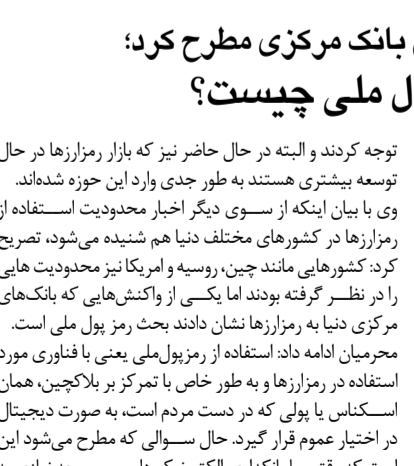 بانک مرکزی مطرح کرد؛
ملی چیست؟
توجه کردند و البته در حال حاضر نیز که بازار رمزارزها در حال
توسعه بیشتری هستند به طور جدی وارد این حوزه شده‌اند.
وی با بیان اینکه از سوی دیگر اخبار محدودیت استفاده از
رمزارزها در کشورهای مختلف دنیا هم شنیده می‌شود، تصریح
کرد: کشورهایی مانند چین، روسیه و امریکا نیز محدودیت هایی
را در نظر گرفته بودند اما یکی از واکنش‌هایی که بانک‌های
مرکزی دنیا به رمزارزها نشان دادند بحث رمز پول ملی است.
محرمیان ادامه داد: استفاده از رمزپول‌ملی یعنی با فناوری مورد
استفاده در رمزارزها و به طور خاص با تمرکز بر بلاکچین، همان
اسکناس یا پولی که در دست مردم است، به صورت دیجیتال
در اختیار عموم قرار گیرد. حال سوالی که مطرح می‌شود این